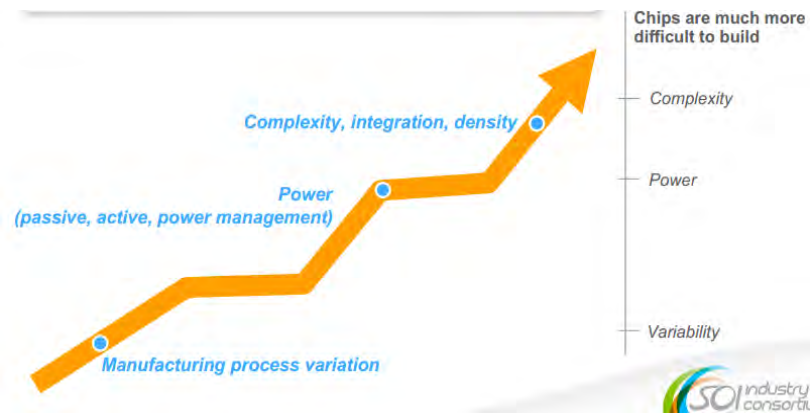 Chips are much more
difficult to build
Complexity
Complexity, integration, density
Power
Power
(passive, active, power management)
Variability
Manufacturing process variation
SOI industry